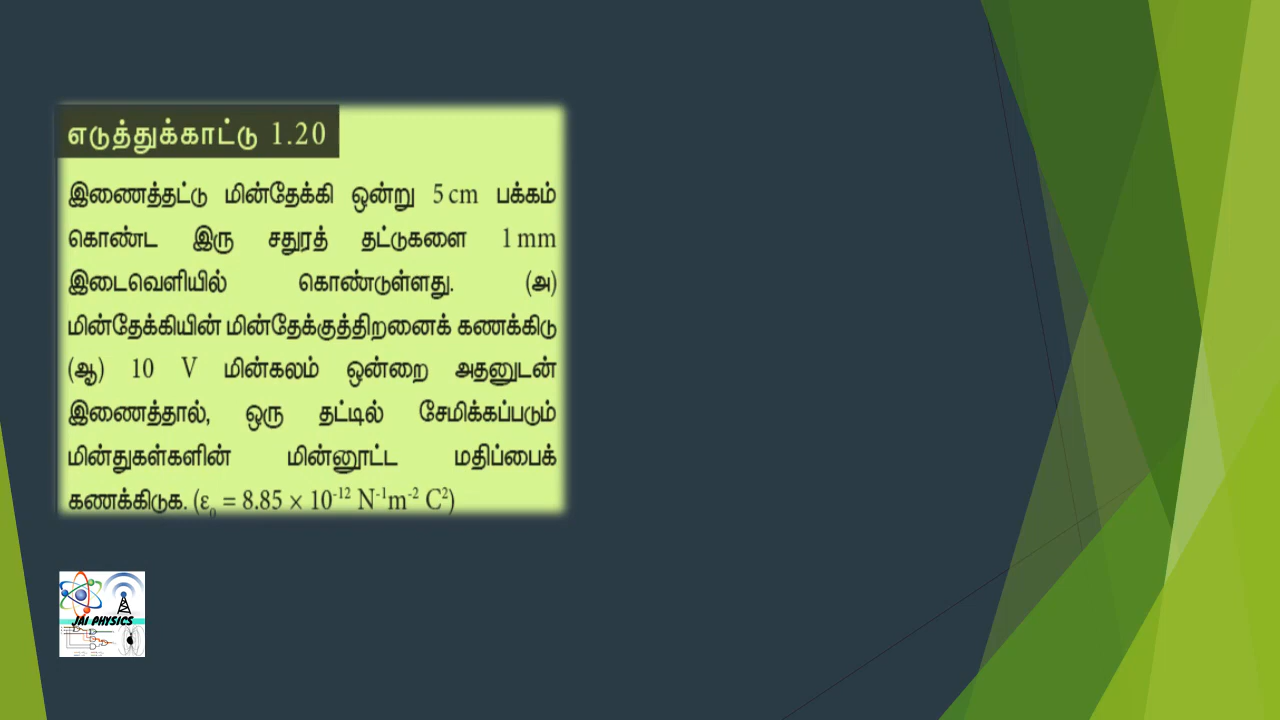 எடுத்துக்காட்டு 1.20
இணைத்தட்டு மின்தேக்கி ஒன்று 5 cm பக்கம்
கொண்ட இரு சதுரத் தட்டுகளை 1 mm
இடைவெளியில் கொண்டுள்ளது. (அ)
மின்தேக்கியின் மின்தேக்குத்திறனைக் கணக்கிடு
(ஆ) 10 V மின்கலம் ஒன்றை அதனுடன்
இணைத்தால், ஒரு தட்டில் சேமிக்கப்படும்
மின்துகள்களின் மின்னூட்ட மதிப்பைக்
கணக்கிடுக. (ε₀ = 8.85 × 10⁻¹² N⁻¹m⁻² C²)
JAI PHYSICS